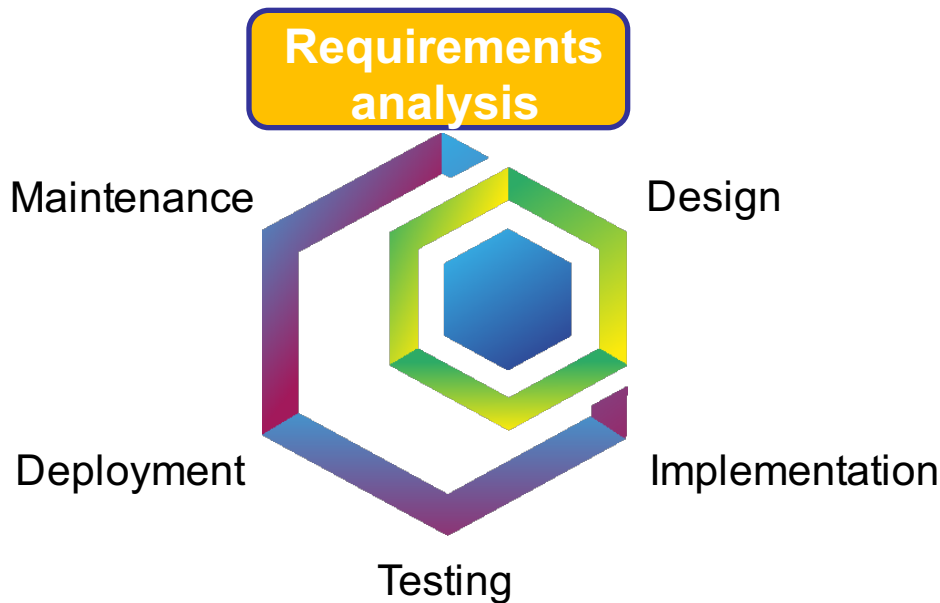 Requirements
analysis
Maintenance
Design
Deployment
Implementation
Testing